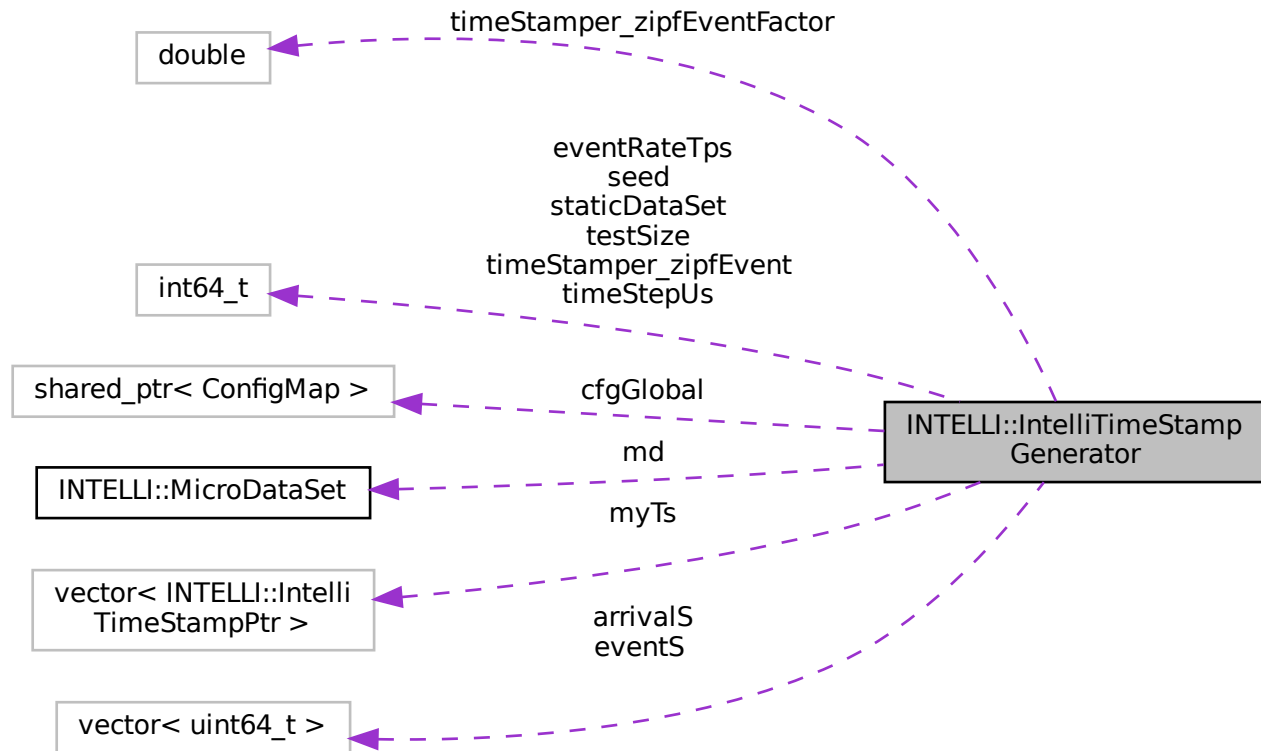 timeStamper_zipfEventFactor
double
eventRateTps
seed
staticDataSet
testSize
timeStamper_zipfEvent
timeStepUs
int64_t
shared_ptr< ConfigMap >
cfgGlobal
INTELLI::IntelliTimeStamp
Generator
md
INTELLI::MicroDataSet
myTs
vector< INTELLI::Intelli
TimeStampPtr >
arrivalS
eventS
vector< uint64_t >